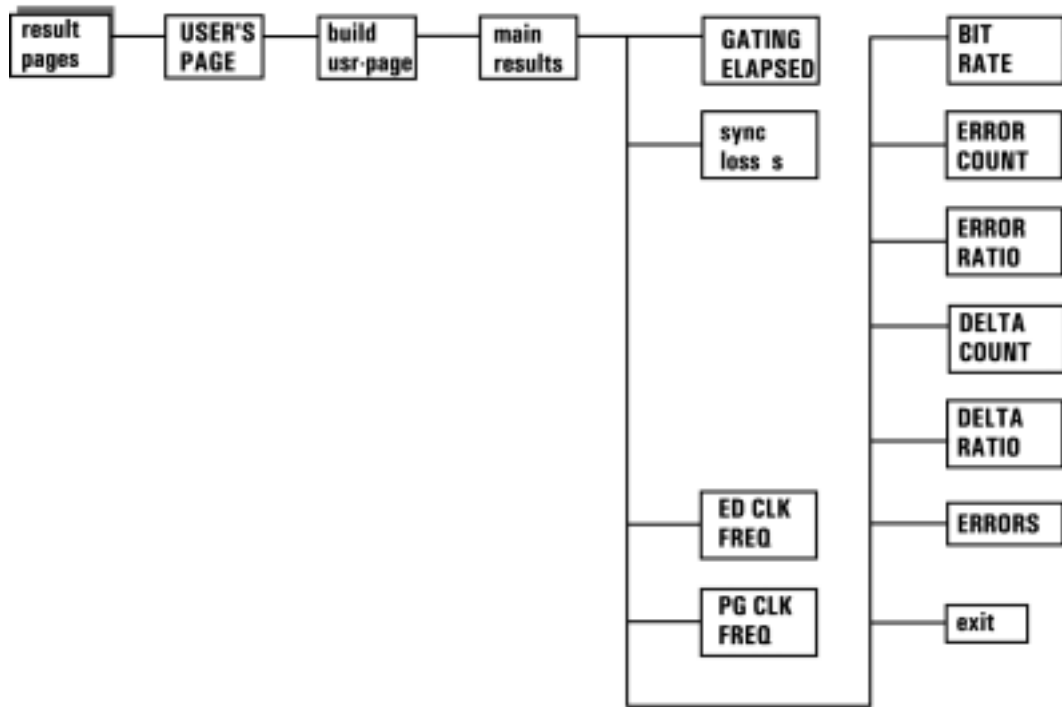 result
pages
USER'S
PAGE
build
usr-page
main
results
GATING
ELAPSED
sync
loss s
ED CLK
FREQ
PG CLK
FREQ
BIT
RATE
ERROR
COUNT
ERROR
RATIO
DELTA
COUNT
DELTA
RATIO
ERRORS
exit